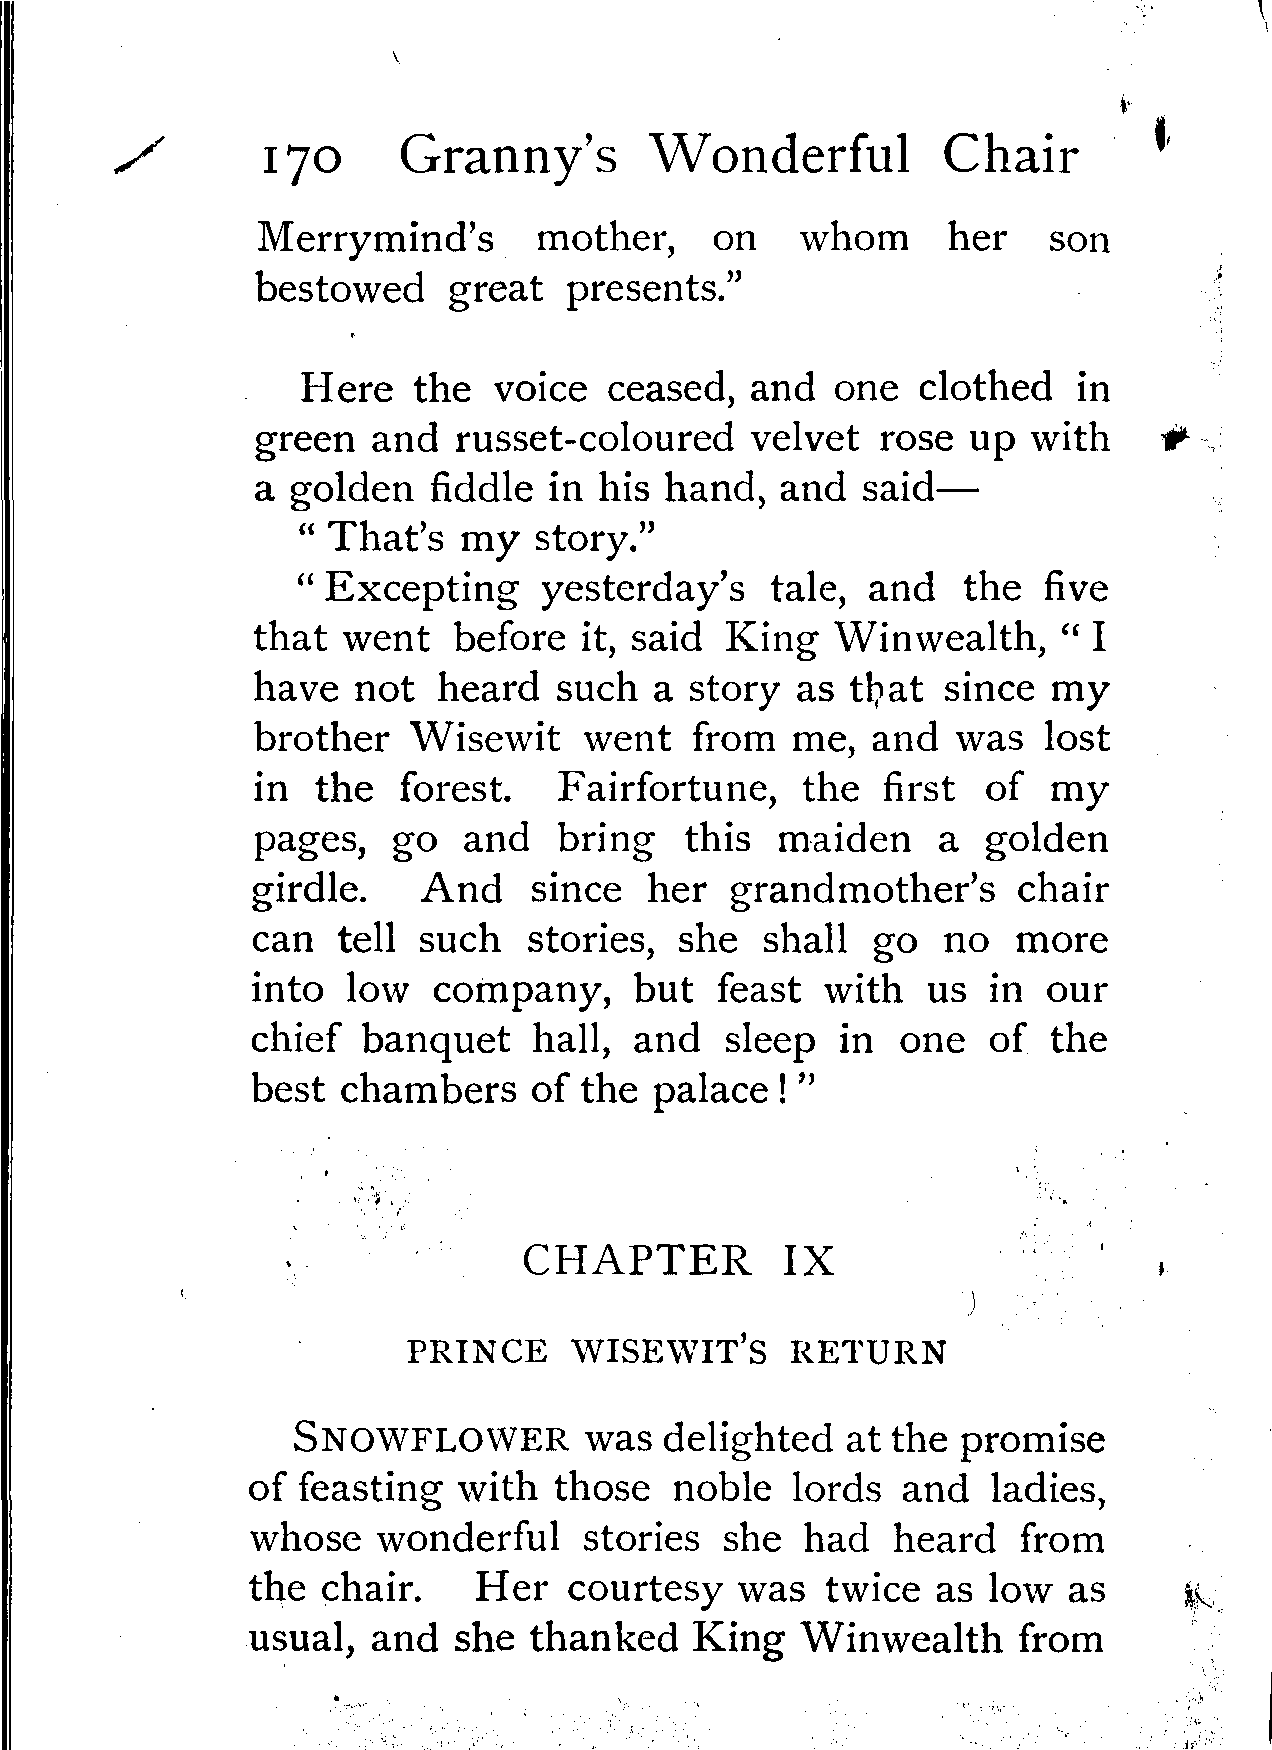 170 Granny's Wonderful Chair
Merrymind's mother, on whom her son
bestowed great presents."
Here the voice ceased, and one clothed in
green and russet-coloured velvet rose up with
a golden fiddle in his hand, and said—
" That's my story."
" Excepting yesterday's tale, and the five
that went before it, said King Winwealth, " I
have not heard such a story as that since my
brother Wisewit went from me, and was lost
in the forest. Fairfortune, the first of my
pages, go and bring this maiden a golden
girdle. And since her grandmother's chair
can tell such stories, she shall go no more
into low company, but feast with us in our
chief banquet hall, and sleep in one of the
best chambers of the palace ! "
CHAPTER IX
PRINCE WISEWIT'S RETURN
SNOWFLOWER was delighted at the promise
of feasting with those noble lords and ladies,
whose wonderful stories she had heard from
the chair. Her courtesy was twice as low as
usual, and she thanked King Winwealth from